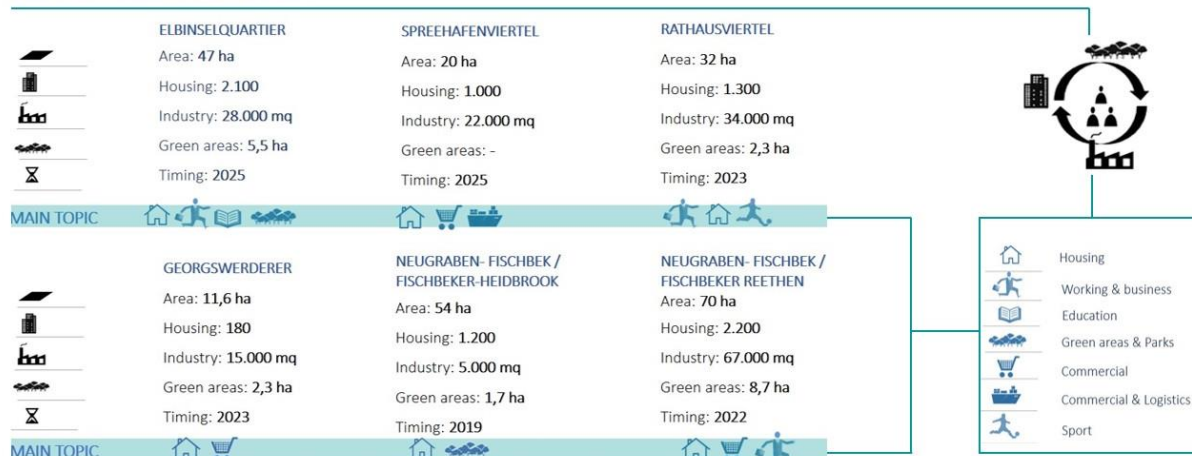 ELBINSELQUARTIER
Area: 47 ha
Housing: 2.100
Industry: 28.000 mq
Green areas: 5,5 ha
Timing: 2025
SPREEHAFENVIERTEL
Area: 20 ha
Housing: 1.000
Industry: 22.000 mq
Green areas: -
Timing: 2025
RATHAUSVIERTEL
Area: 32 ha
Housing: 1.300
Industry: 34.000 mq
Green areas: 2,3 ha
Timing: 2023
MAIN TOPIC
GEORGSWERDERER
Area: 11,6 ha
Housing: 180
Industry: 15.000 mq
Green areas: 2,3 ha
Timing: 2023
NEUGRABEN- FISCHBEK /
FISCHBEKER-HEIDBROOK
Area: 54 ha
Housing: 1.200
Industry: 5.000 mq
Green areas: 1,7 ha
Timing: 2019
NEUGRABEN- FISCHBEK /
FISCHBEKER REETHEN
Area: 70 ha
Housing: 2.200
Industry: 67.000 mq
Green areas: 8,7 ha
Timing: 2022
MAIN TOPIC
Housing
Working & business
Education
Green areas & Parks
Commercial
Commercial & Logistics
Sport